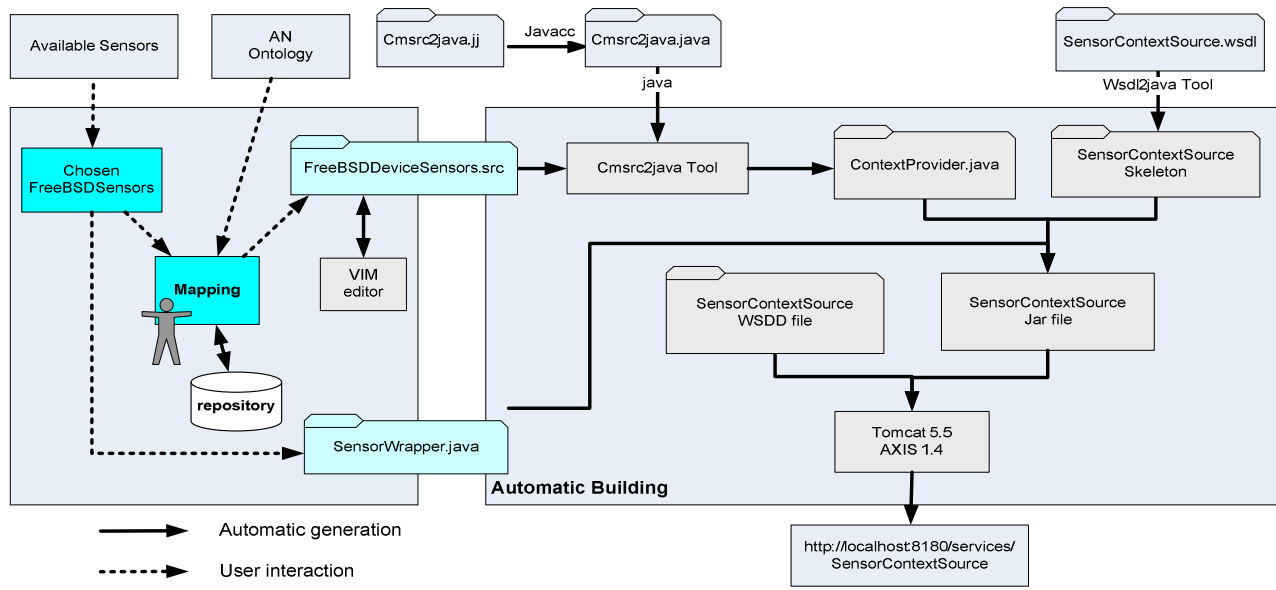 Available Sensors
AN
Ontology
Cmsrc2java.jj
Javacc
Cmsrc2java.java
SensorContextSource.wsdl
java
Wsdl2java Tool
Chosen
FreeBSDSensors
FreeBSDDeviceSensors.src
Cmsrc2java Tool
ContextProvider.java
SensorContextSource
Skeleton
Mapping
VIM
editor
SensorContextSource
WSDD file
SensorContextSource
Jar file
repository
SensorWrapper.java
Tomcat 5.5
AXIS 1.4
Automatic Building
Automatic generation
User interaction
http://localhost:8180/services/
SensorContextSource